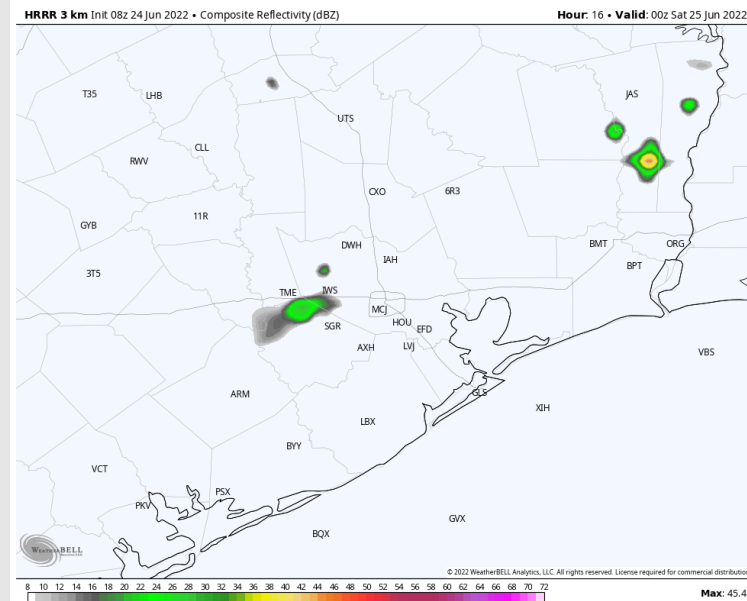 HRRR 3 km Init 08z 24 Jun 2022 • Composite Reflectivity (dBZ)
Hour: 16 • Valid: 00z Sat 25 Jun 2022
T35
LHB
JAS
UTS
CLL
RWV
CXO
6R3
11R
GYB
DWH
BMT
ORG
IAH
BPT
3T5
TME
IWS
MCJ
HOU
SGR
EFD
AXH
LVJ
VBS
ARM
GLS
XIH
LBX
BYY
VCT
PSX
PKV
GVX
BQX
WEATHERBELL
© 2022 WeatherBELL Analytics, LLC. All rights reserved. License required for commercial distributio
8 10 12 14 16 18 20 22 24 26 28 30 32 34 36 38 40 42 44 46 48 50 52 54 56 58 60 62 64 66 68 70 72
Max: 45.4